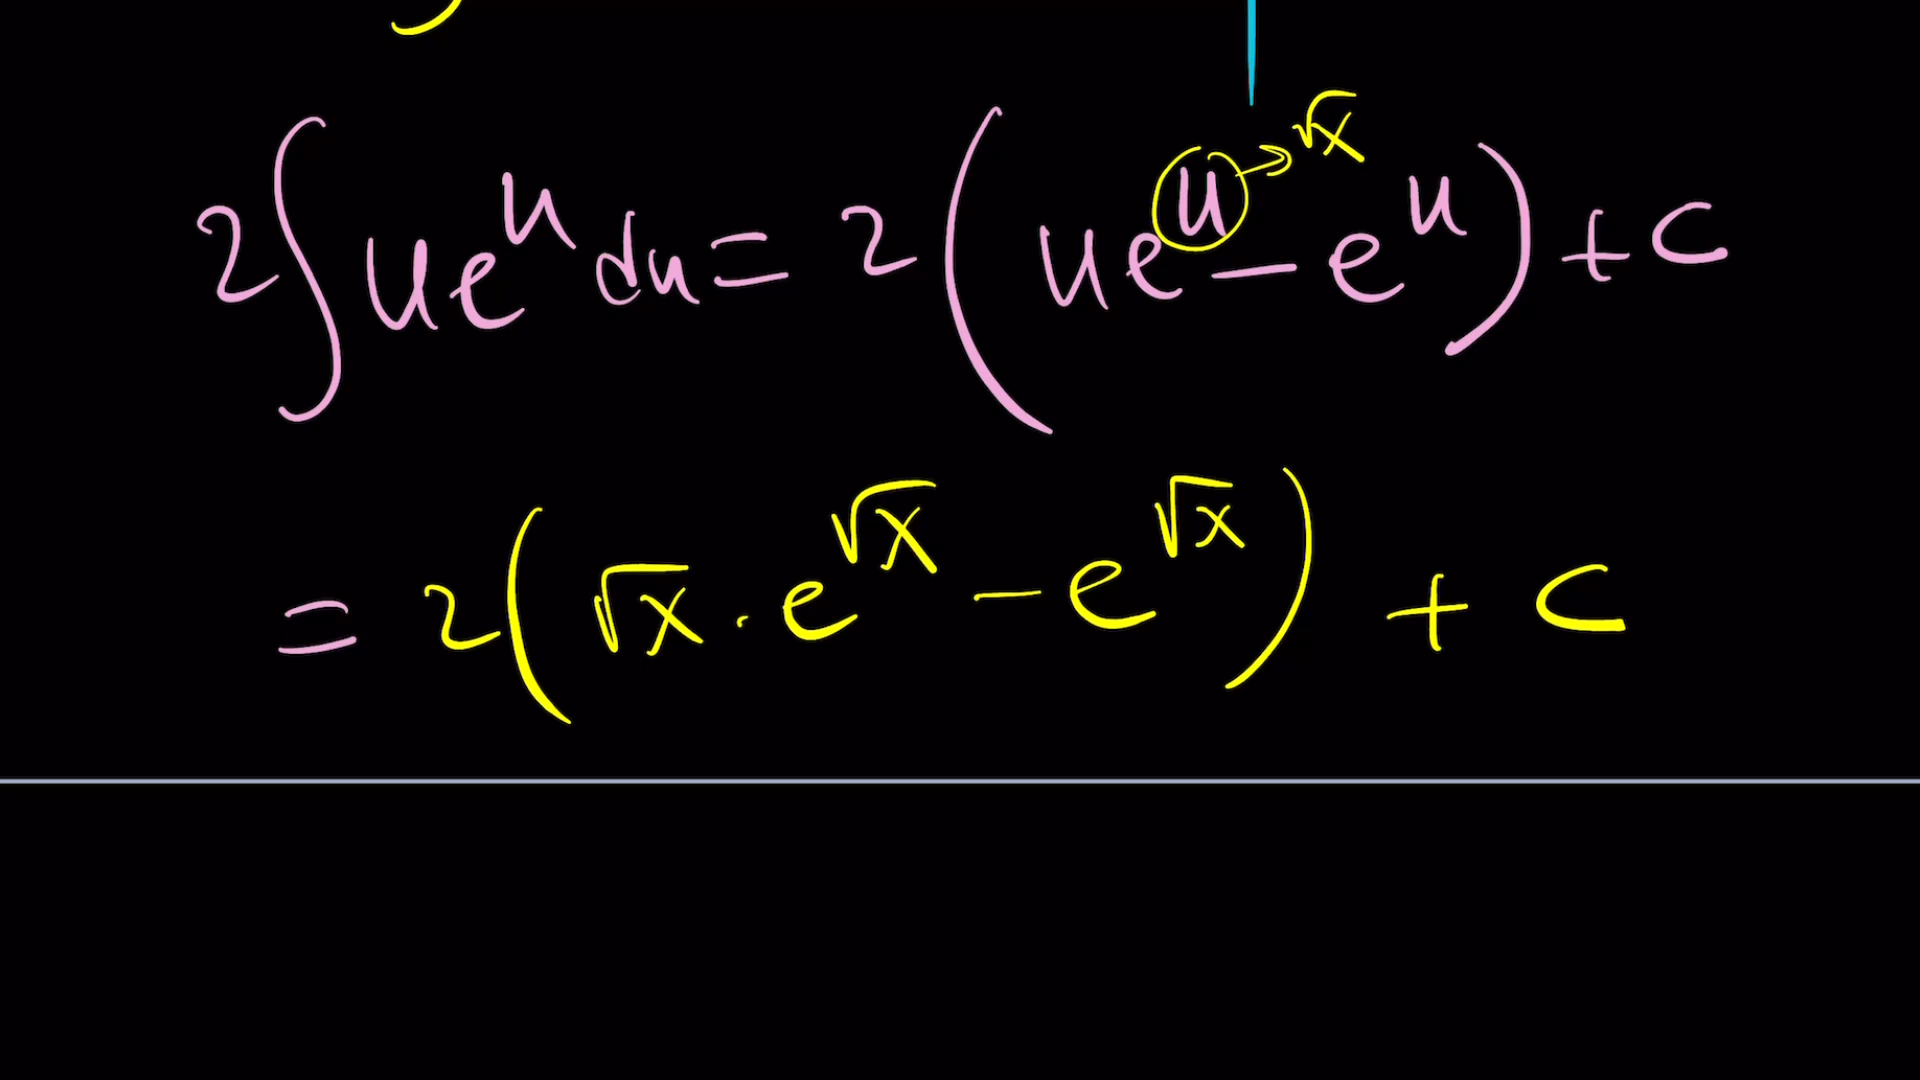 √x
2∫ue^u du = 2(ue^u − e^u) + c
= 2(√x · e^√x − e^√x) + c